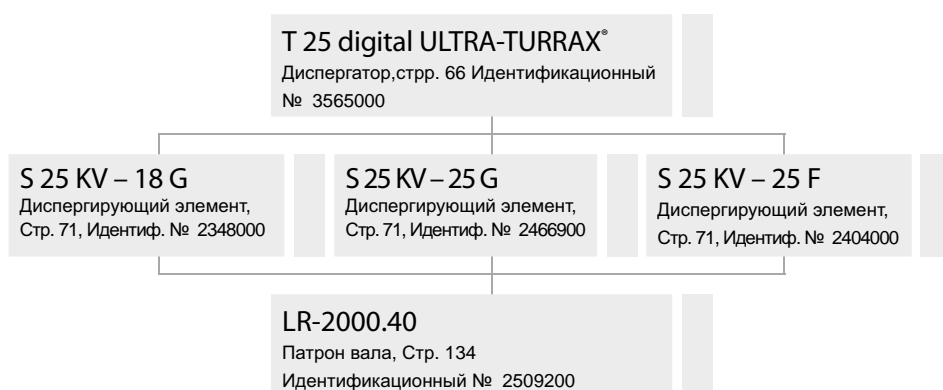 T 25 digital ULTRA-TURRAX®
Диспергатор,стрр. 66 Идентификационный
№ 3565000
S 25 KV – 18 G
Диспергирующий элемент,
Стр. 71, Идентиф. № 2348000
S 25 KV – 25 G
Диспергирующий элемент,
Стр. 71, Идентиф. № 2466900
S 25 KV – 25 F
Диспергирующий элемент,
Стр. 71, Идентиф. № 2404000
LR-2000.40
Патрон вала, Стр. 134
Идентификационный № 2509200